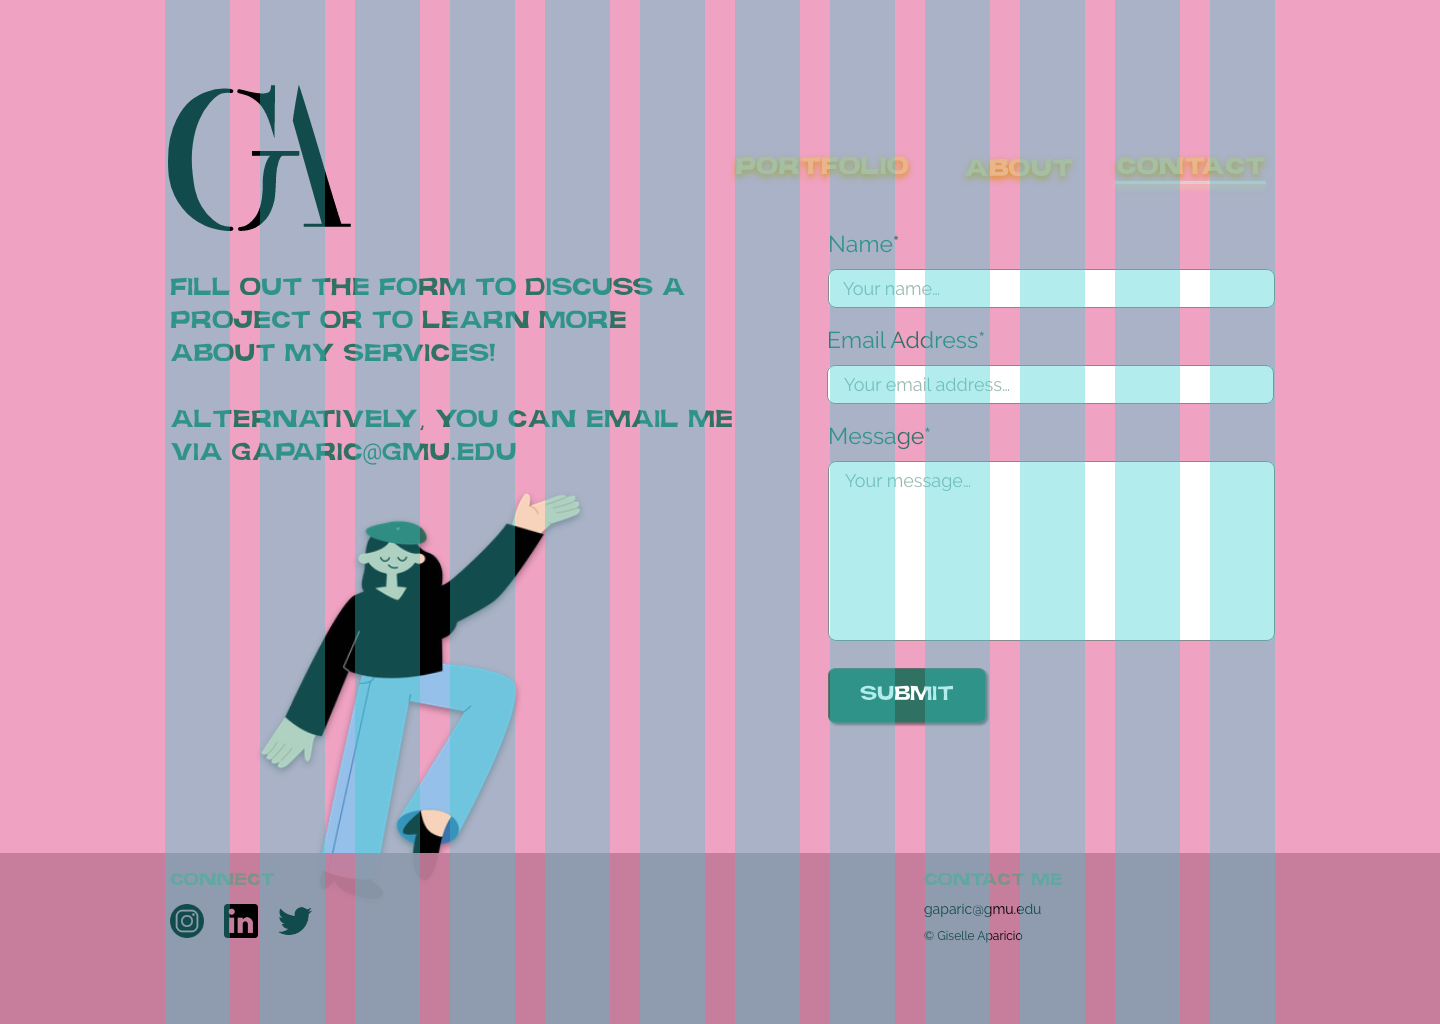 GA
PORTFOLIO ABOUT CONTACT
FILL OUT THE FORM TO DISCUSS A
PROJECT OR TO LEARN MORE
ABOUT MY SERVICES!
ALTERNATIVELY, YOU CAN EMAIL ME
VIA GAPARIC@GMU.EDU
Name*
Your name...
Email Address*
Your email address...
Message*
Your message...
SUBMIT
CONNECT
in
CONTACT ME
gaparic@gmu.edu
© Giselle Aparicio